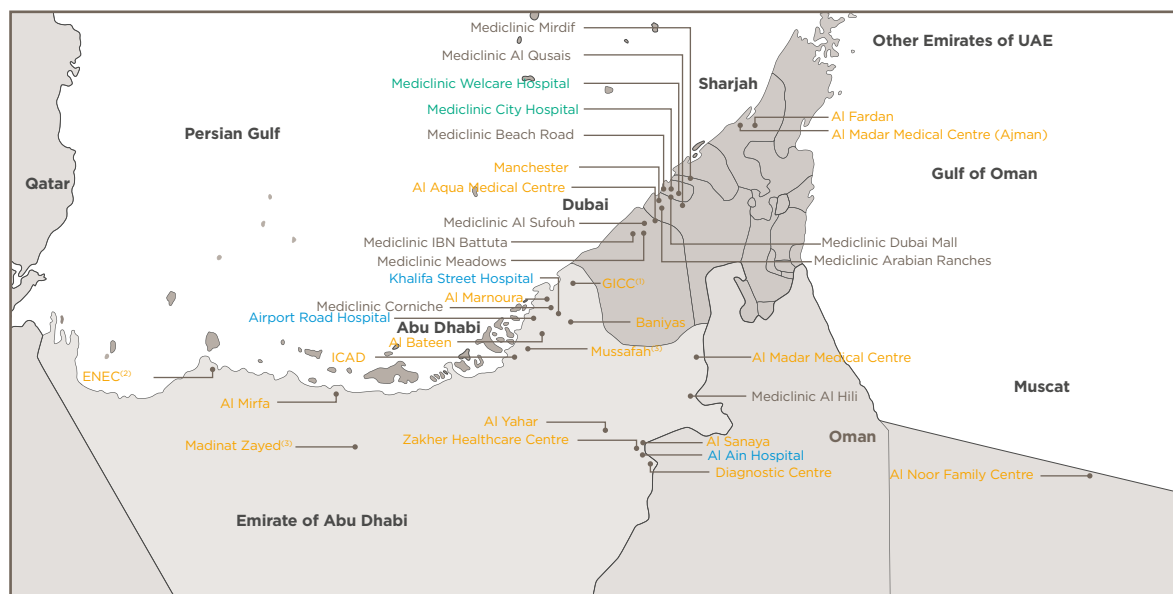 Mediclinic Mirdif
Other Emirates of UAE
Mediclinic Al Qusais
Mediclinic Welcare Hospital
Sharjah
Mediclinic City Hospital
Al Fardan
Persian Gulf
Mediclinic Beach Road
Al Madar Medical Centre (Ajman)
Manchester
Gulf of Oman
Qatar
Al Aqua Medical Centre
Dubai
Mediclinic Al Sufouh
Mediclinic IBN Battuta
Mediclinic Dubai Mall
Mediclinic Meadows
Mediclinic Arabian Ranches
Khalifa Street Hospital
GICC(1)
Al Marnoura
Mediclinic Corniche
Airport Road Hospital
Baniyas
Abu Dhabi
Al Bateen
Mussafah(3)
ICAD
Al Madar Medical Centre
ENEC(2)
Muscat
Al Mirfa
Mediclinic Al Hili
Al Yahar
Oman
Zakher Healthcare Centre
Al Sanaya
Madinat Zayed(3)
Al Ain Hospital
Diagnostic Centre
Al Noor Family Centre
Emirate of Abu Dhabi